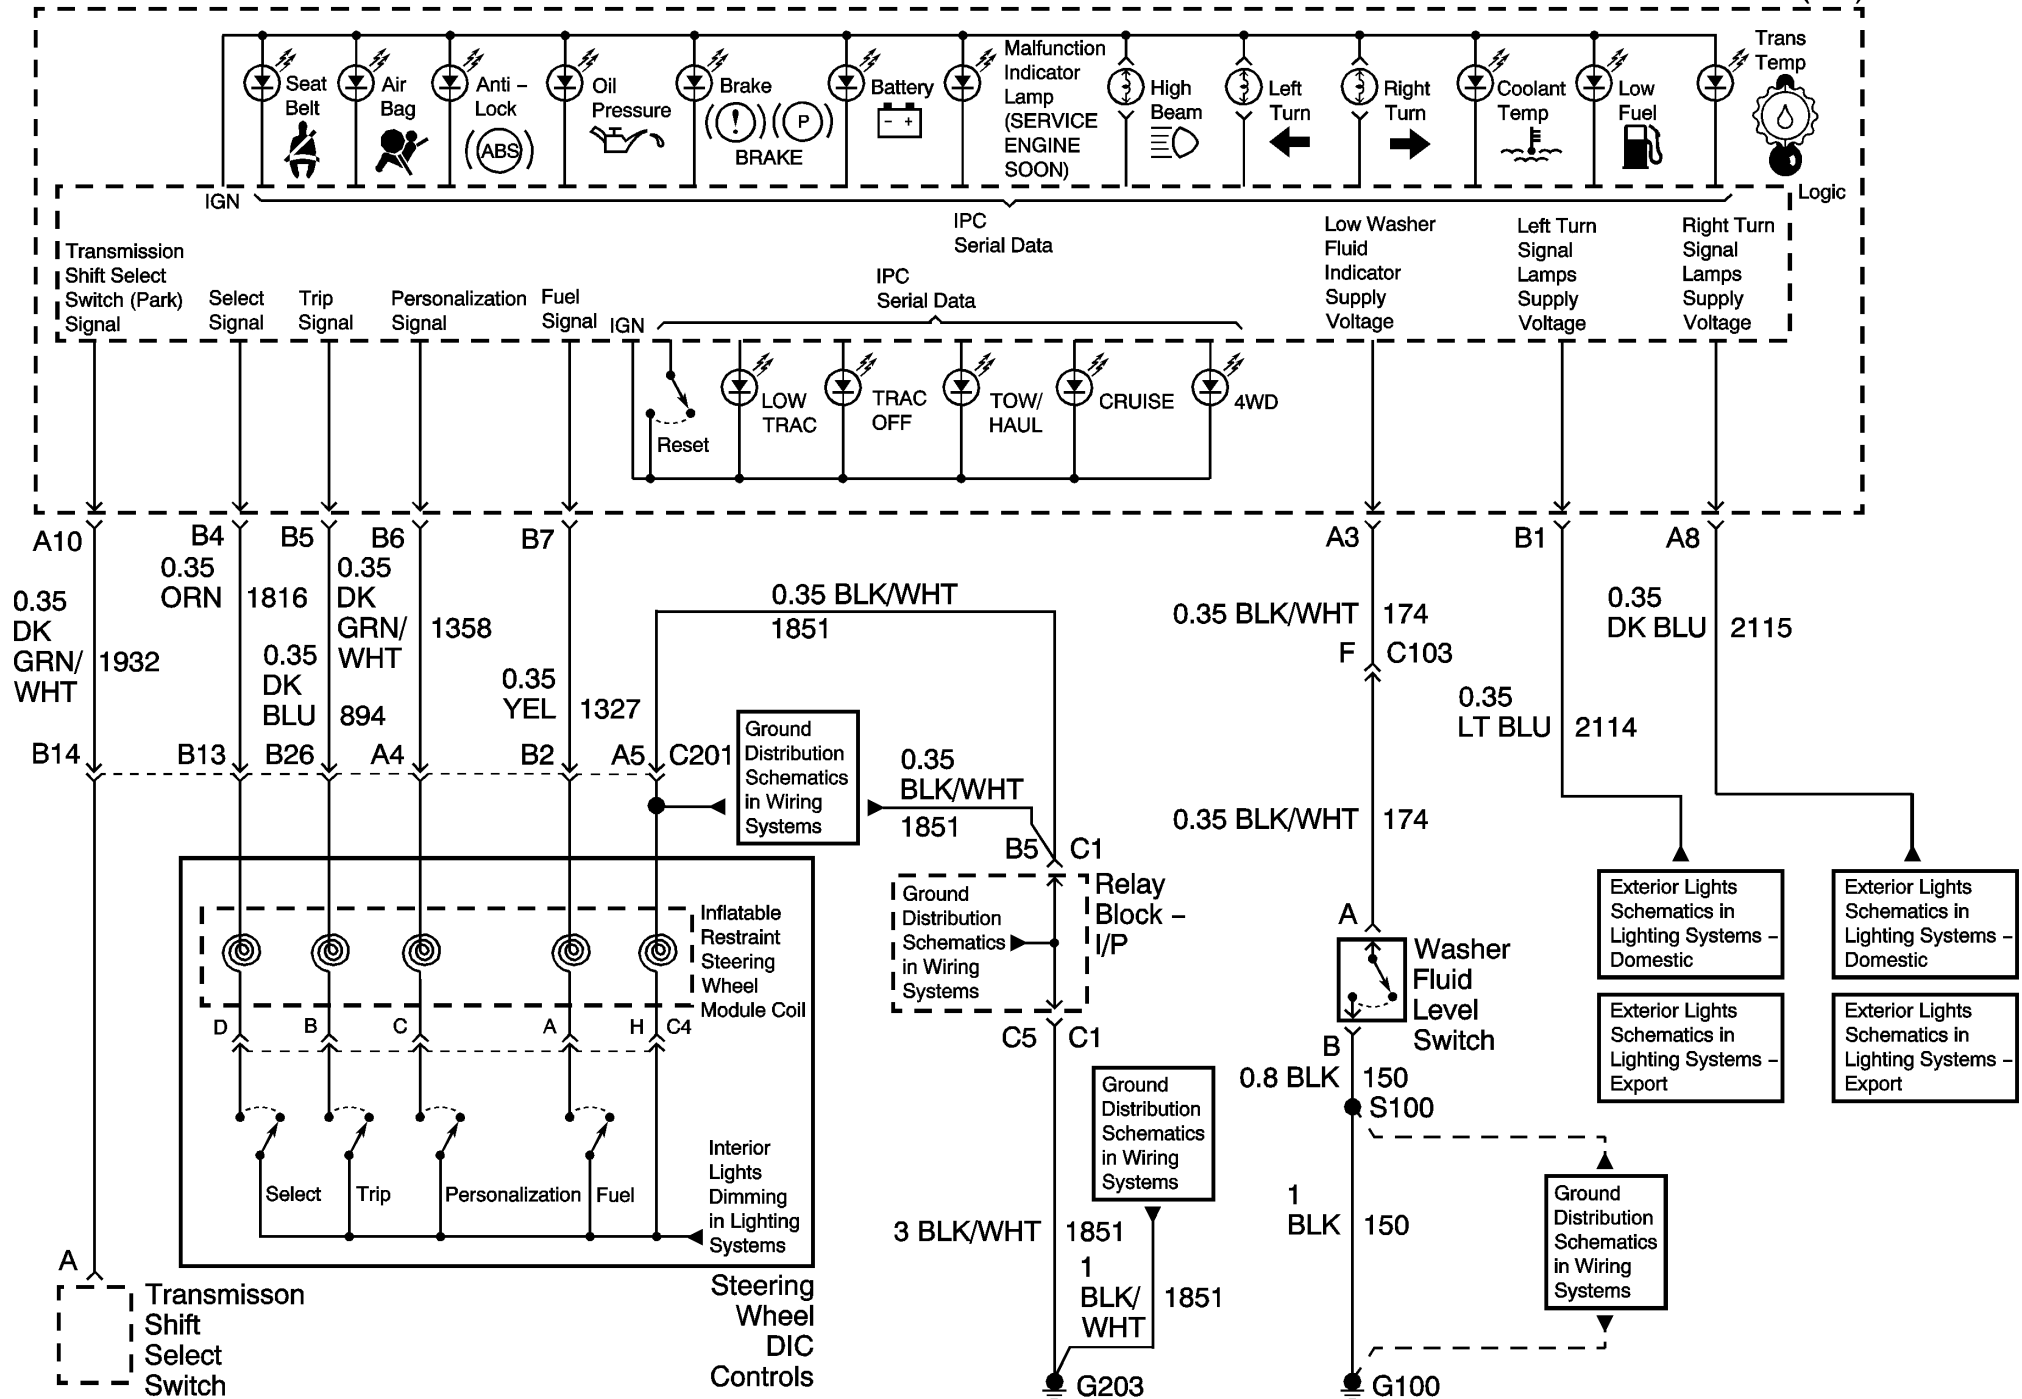 Seat
Belt
Air
Bag
Anti –
Lock
ABS
Oil
Pressure
Brake
!
P
BRAKE
Battery
– +
Malfunction
Indicator
Lamp
(SERVICE
ENGINE
SOON)
High
Beam
Left
Turn
Right
Turn
Coolant
Temp
Low
Fuel
Trans
Temp
Logic
IGN
IPC
Serial Data
Transmission
Shift Select
Switch (Park)
Signal
Select
Signal
Trip
Signal
Personalization
Signal
Fuel
Signal
IGN
IPC
Serial Data
Low Washer
Fluid
Indicator
Supply
Voltage
Left Turn
Signal
Lamps
Supply
Voltage
Right Turn
Signal
Lamps
Supply
Voltage
Reset
LOW
TRAC
TRAC
OFF
TOW/
HAUL
CRUISE
4WD
A10
B4
B5
B6
B7
A3
B1
A8
0.35
DK
GRN/
WHT
1932
0.35
ORN
1816
0.35
DK
BLU
894
0.35
DK
GRN/
WHT
1358
0.35
YEL
1327
0.35 BLK/WHT
1851
0.35 BLK/WHT
174
F
C103
0.35 BLK/WHT
174
0.35
LT BLU
2114
0.35
DK BLU
2115
B14
B13
B26
A4
B2
A5
C201
Ground
Distribution
Schematics
in Wiring
Systems
0.35
BLK/WHT
1851
B5
C1
Ground
Distribution
Schematics
in Wiring
Systems
Relay
Block –
I/P
C5
C1
Inflatable
Restraint
Steering
Wheel
Module Coil
D
B
C
A
H
C4
Select
Trip
Personalization
Fuel
Interior
Lights
Dimming
in Lighting
Systems
Steering
Wheel
DIC
Controls
A
Transmisson
Shift
Select
Switch
Ground
Distribution
Schematics
in Wiring
Systems
3 BLK/WHT
1851
1
BLK/
WHT
1851
G203
A
Washer
Fluid
Level
Switch
B
0.8 BLK
150
S100
1
BLK
150
G100
Ground
Distribution
Schematics
in Wiring
Systems
Exterior Lights
Schematics in
Lighting Systems –
Domestic
Exterior Lights
Schematics in
Lighting Systems –
Export
Exterior Lights
Schematics in
Lighting Systems –
Domestic
Exterior Lights
Schematics in
Lighting Systems –
Export